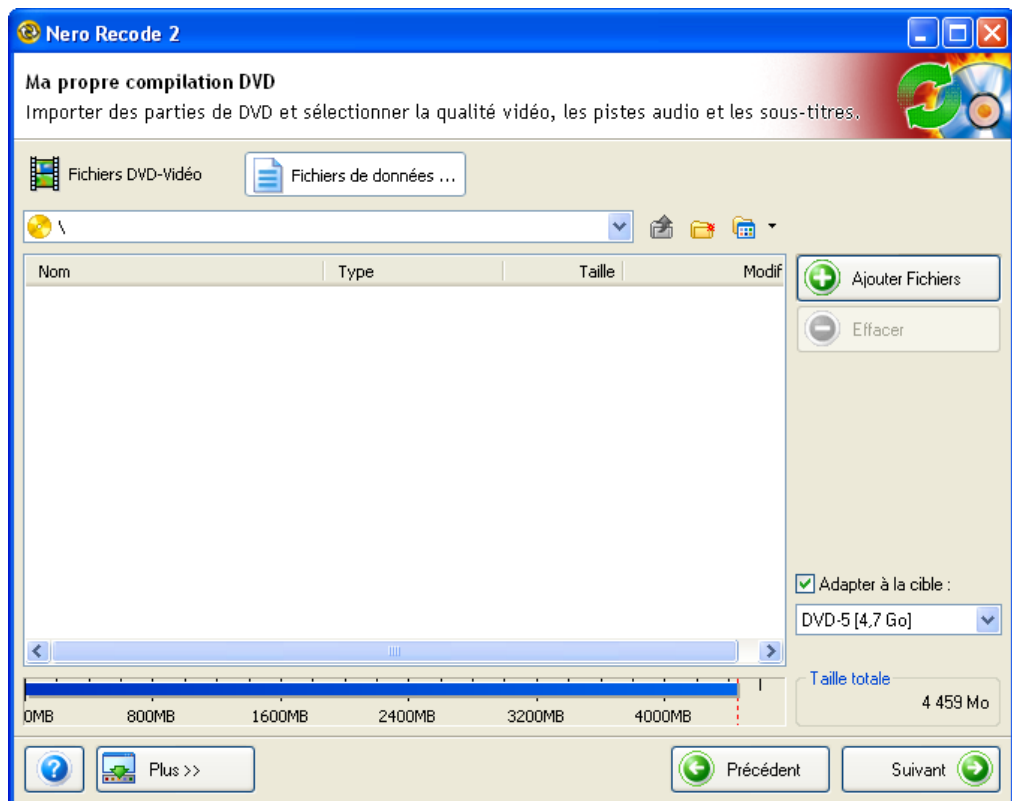 Nero Recode 2
Ma propre compilation DVD
Importer des parties de DVD et sélectionner la qualité vidéo, les pistes audio et les sous-titres.
Fichiers DVD-Vidéo
Fichiers de données ...
\
Nom Type Taille Modif
Ajouter Fichiers
Effacer
Adapter à la cible :
DVD-5 [4,7 Go]
Taille totale
4 459 Mo
0MB 800MB 1600MB 2400MB 3200MB 4000MB
Plus >>
Précédent
Suivant